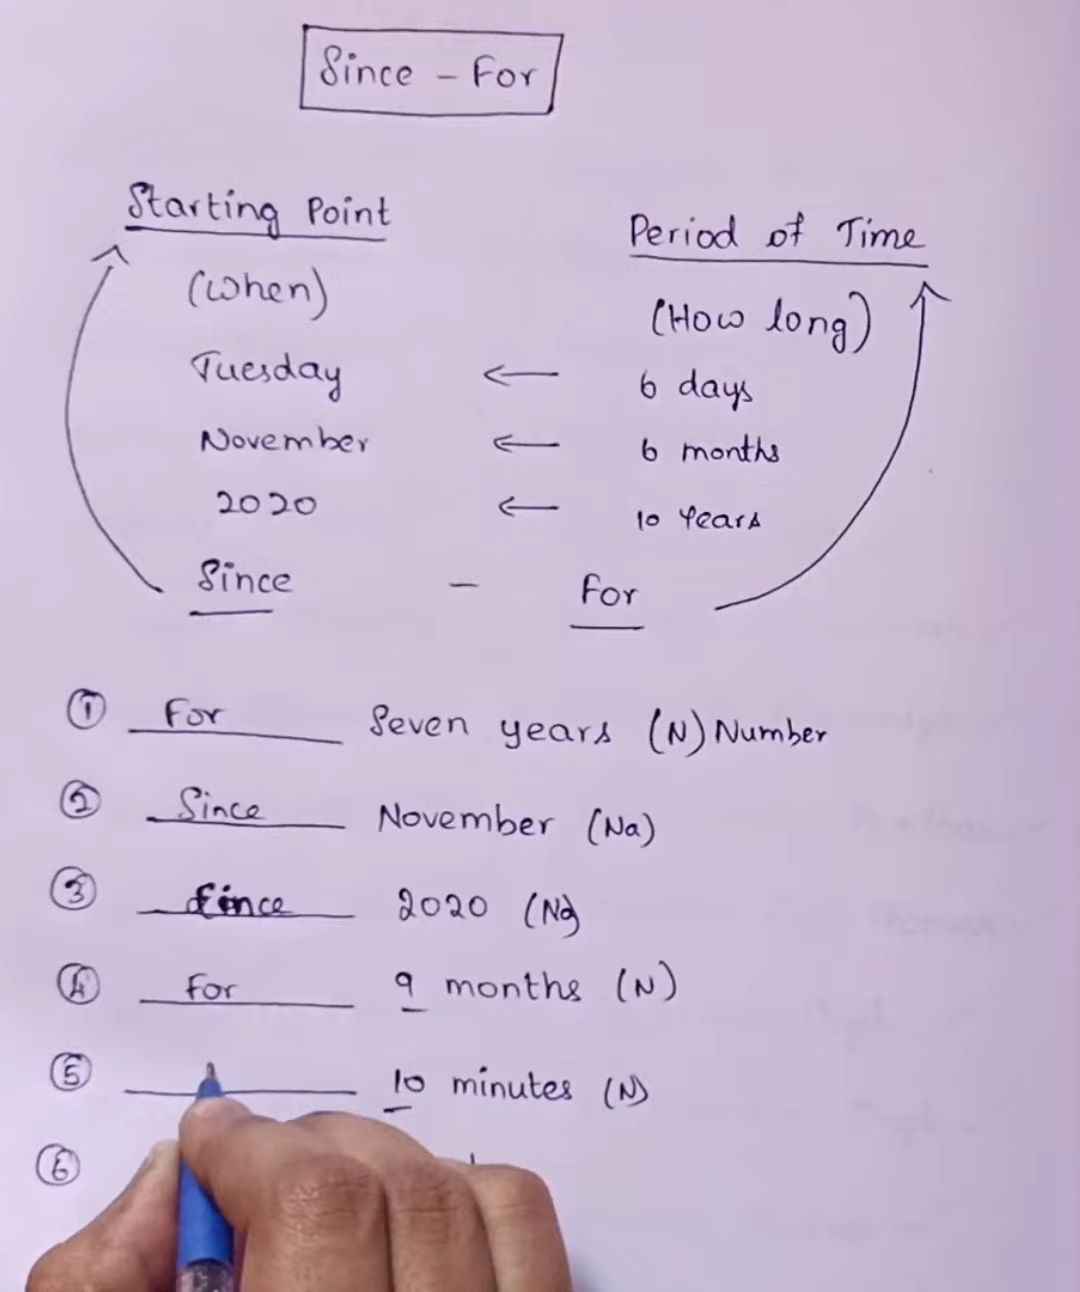 Since - For
Starting Point
Period of Time
(When)
(How long)
Tuesday ← 6 days
November ← 6 months
2020 ← 10 Years
Since - For
① For Seven years (N) Number
② Since November (Na)
③ Since 2020 (Na)
④ For 9 months (N)
⑤ 10 minutes (N)
⑥